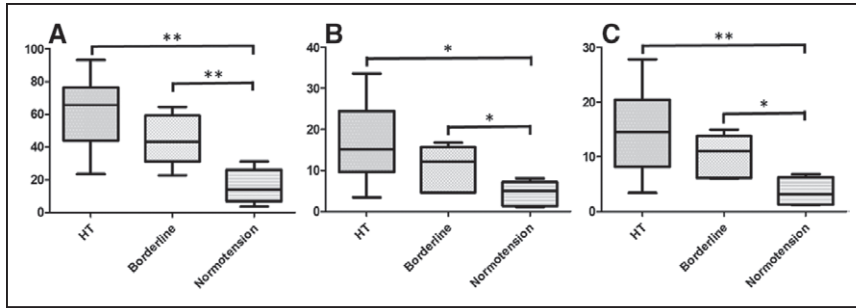 A
100
80
60
40
20
0
**
**
HT
Borderline
Normotension
B
40
30
20
10
0
*
*
HT
Borderline
Normotension
C
30
20
10
0
**
*
HT
Borderline
Normotension